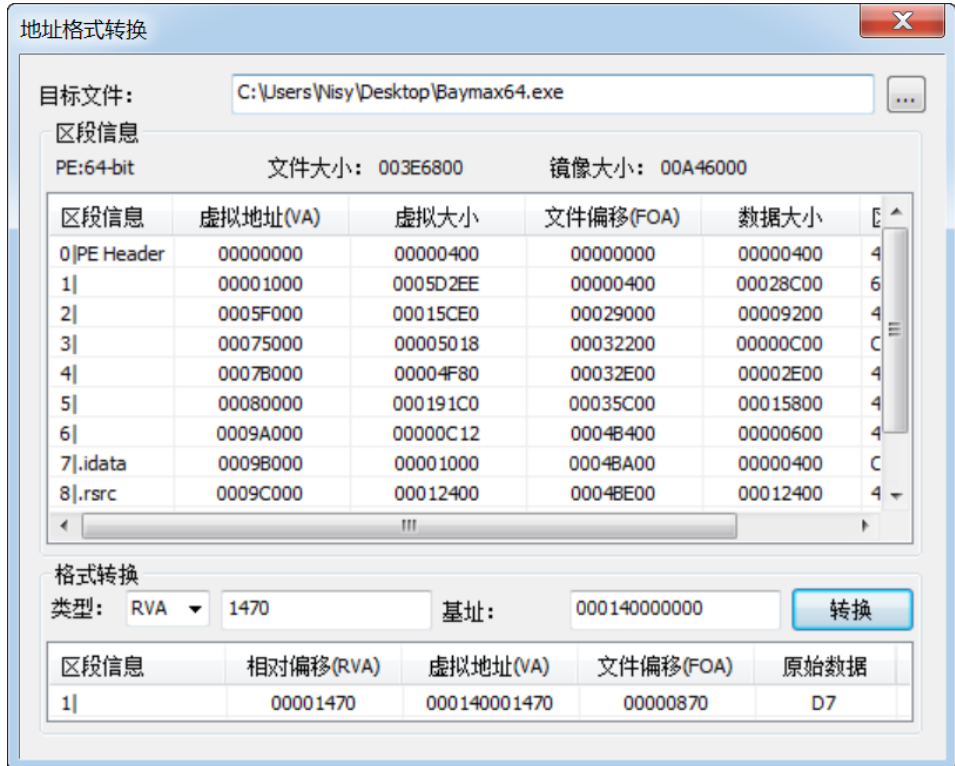 地址格式转换
目标文件： C:\Users\Nisy\Desktop\Baymax64.exe ...
区段信息
PE:64-bit 文件大小： 003E6800 镜像大小： 00A46000
区段信息 虚拟地址(VA) 虚拟大小 文件偏移(FOA) 数据大小
0|PE Header 00000000 00000400 00000000 00000400 4
1| 00001000 0005D2EE 00000400 00028C00 6
2| 0005F000 00015CE0 00029000 00009200 4
3| 00075000 00005018 00032200 00000C00 C
4| 0007B000 00004F80 00032E00 00002E00 4
5| 00080000 000191C0 00035C00 00015800 4
6| 0009A000 00000C12 0004B400 00000600 4
7|.idata 0009B000 00001000 0004BA00 00000400 C
8|.rsrc 0009C000 00012400 0004BE00 00012400 4
格式转换
类型： RVA 1470 基址： 000140000000 转换
区段信息 相对偏移(RVA) 虚拟地址(VA) 文件偏移(FOA) 原始数据
1| 00001470 000140001470 00000870 D7